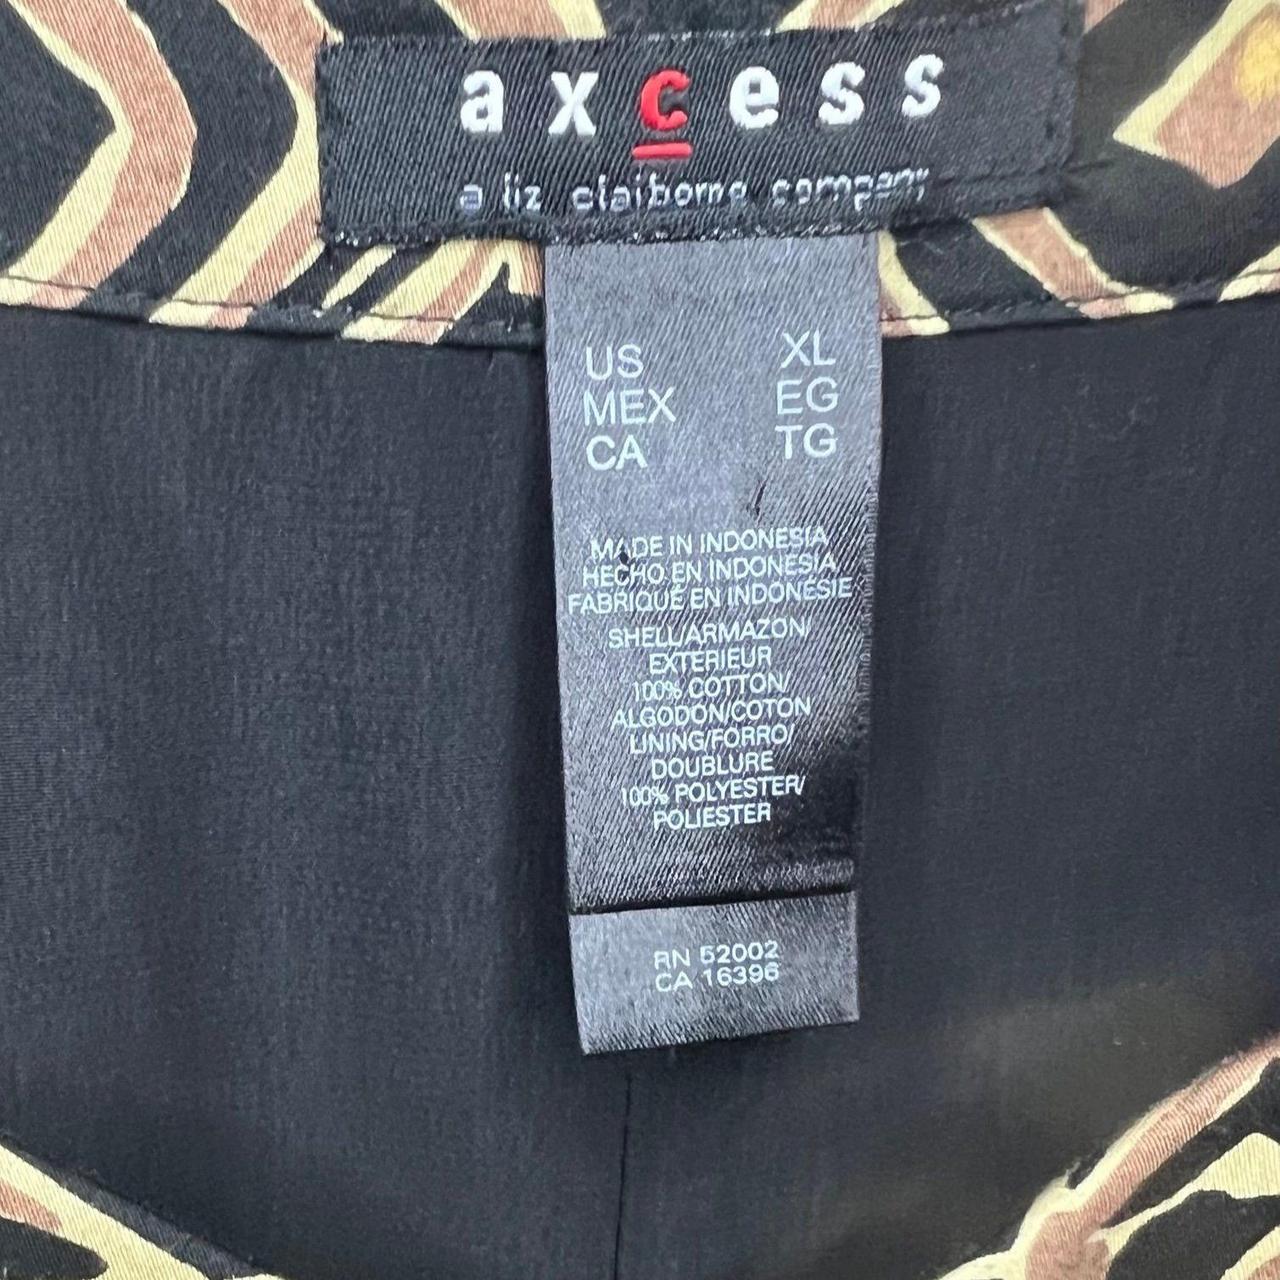 axcess
a liz claiborne company
US XL
MEX EG
CA TG
MADE IN INDONESIA
HECHO EN INDONESIA
FABRIQUÉ EN INDONÉSIE
SHELL/ARMAZON/
EXTERIEUR
100% COTTON/
ALGODON/COTON
LINING/FORRO/
DOUBLURE
100% POLYESTER/
POLIESTER
RN 52002
CA 16396